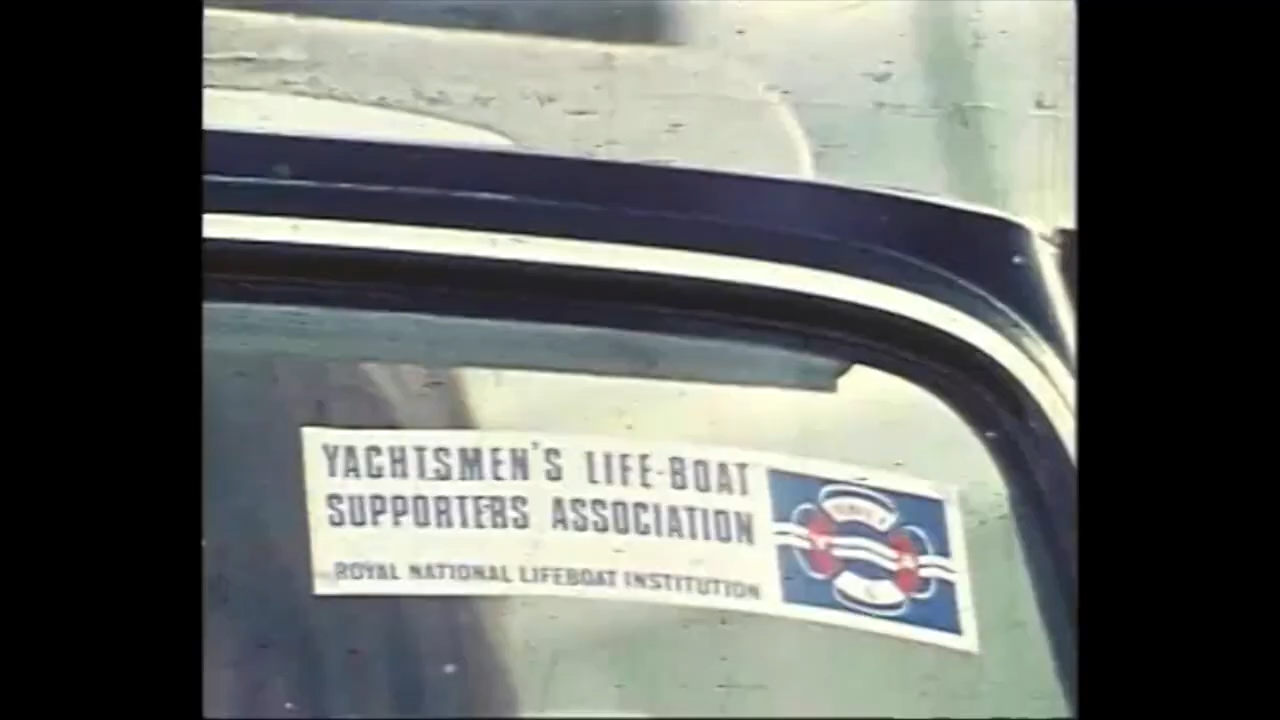 YACHTSMEN'S LIFE-BOAT
SUPPORTERS ASSOCIATION
ROYAL NATIONAL LIFEBOAT INSTITUTION